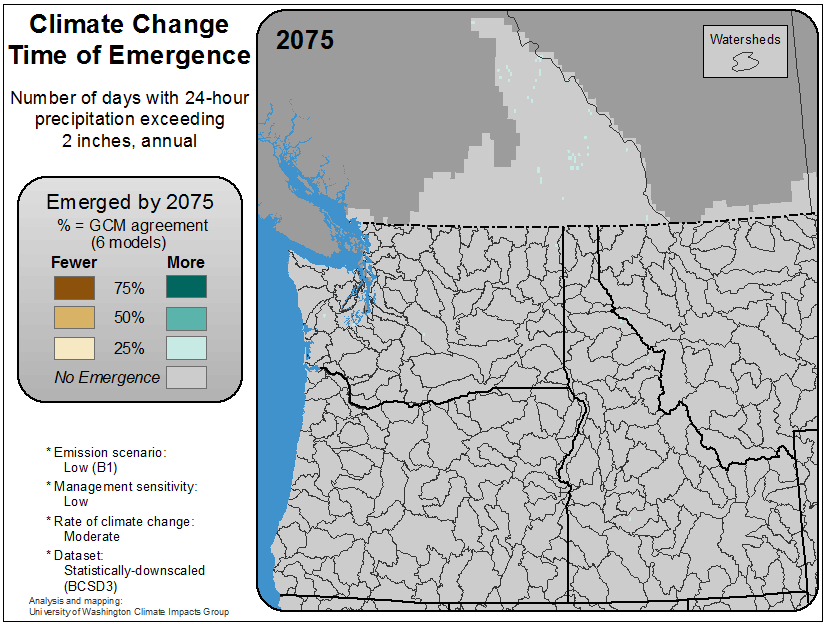 Climate Change
Time of Emergence
Number of days with 24-hour
precipitation exceeding
2 inches, annual
Emerged by 2075
% = GCM agreement
(6 models)
Fewer More
75%
50%
25%
No Emergence
* Emission scenario:
Low (B1)
* Management sensitivity:
Low
* Rate of climate change:
Moderate
* Dataset:
Statistically-downscaled
(BCSD3)
Analysis and mapping:
University of Washington Climate Impacts Group
2075
Watersheds